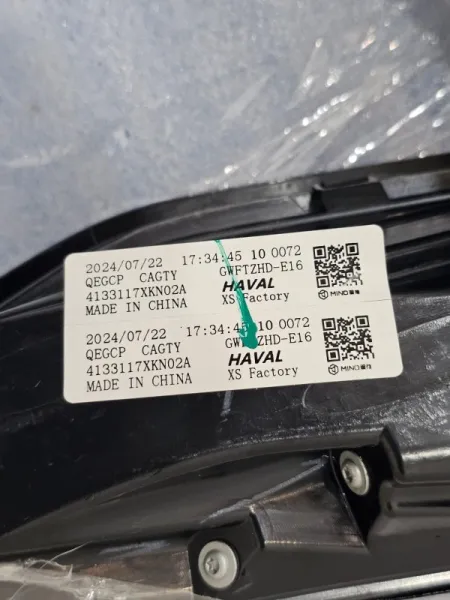 2024/07/22 17:34:45 10 0072
QEGCP CAGTY GWFTZHD-E16
4133117XKN02A HAVAL
MADE IN CHINA XS Factory
MIND
2024/07/22 17:34:45 10 0072
QEGCP CAGTY GWFTZHD-E16
4133117XKN02A HAVAL
MADE IN CHINA XS Factory
MIND